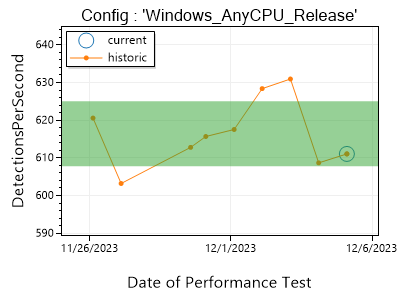 Config : 'Windows_AnyCPU_Release'
current
historic
DetectionsPerSecond
640
630
620
610
600
590
11/26/2023
12/1/2023
12/6/2023
Date of Performance Test